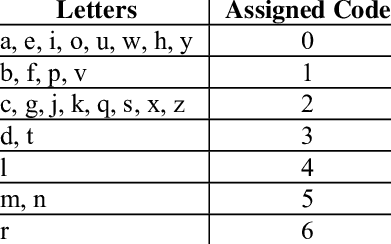 Letters Assigned Code
a, e, i, o, u, w, h, y 0
b, f, p, v 1
c, g, j, k, q, s, x, z 2
d, t 3
l 4
m, n 5
r 6